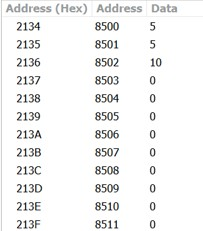 Address (Hex) Address Data
2134 8500 5
2135 8501 5
2136 8502 10
2137 8503 0
2138 8504 0
2139 8505 0
213A 8506 0
213B 8507 0
213C 8508 0
213D 8509 0
213E 8510 0
213F 8511 0